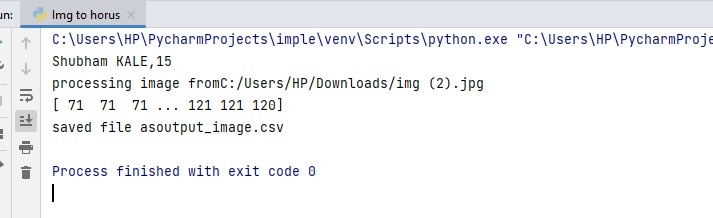 un:
Img to horus
C:\Users\HP\PycharmProjects\imple\venv\Scripts\python.exe "C:\Users\HP\PycharmProje
Shubham KALE,15
processing image fromC:/Users/HP/Downloads/img (2).jpg
[ 71  71  71 ... 121 121 120]
saved file asoutput_image.csv
Process finished with exit code 0